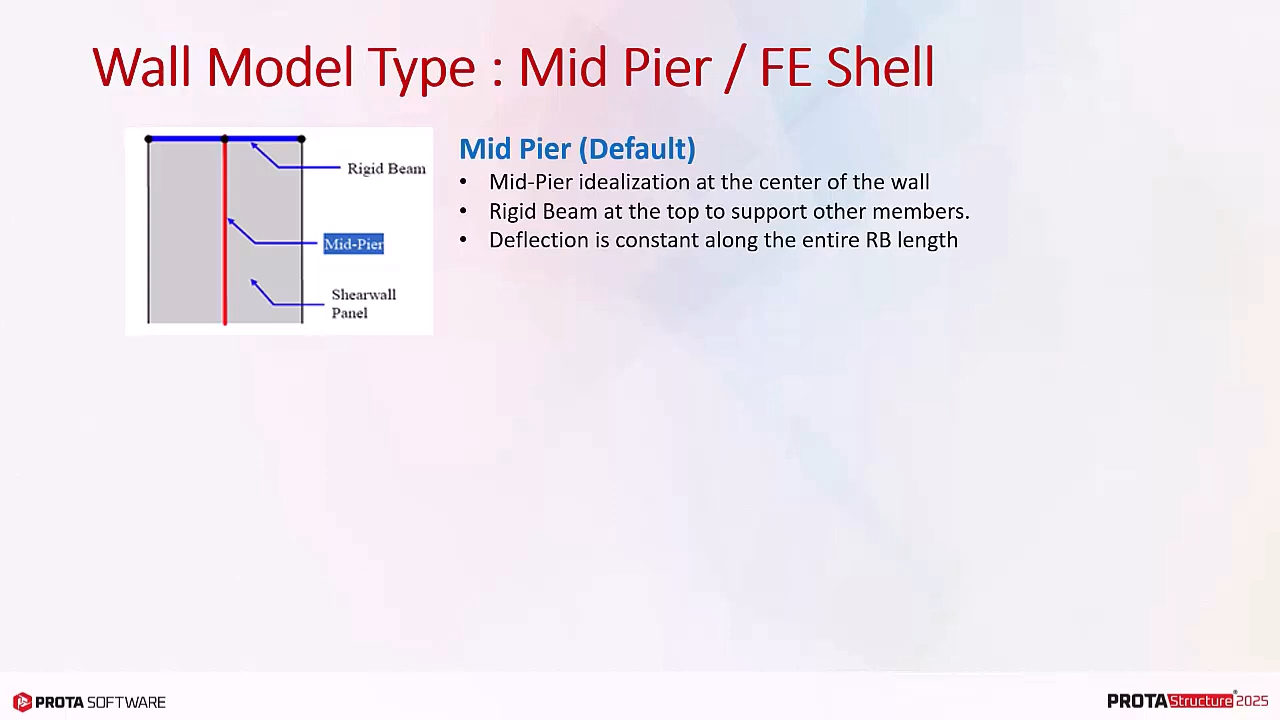 Wall Model Type : Mid Pier / FE Shell
Rigid Beam
Mid-Pier
Shearwall
Panel
Mid Pier (Default)
• Mid-Pier idealization at the center of the wall
• Rigid Beam at the top to support other members.
• Deflection is constant along the entire RB length
PROTA SOFTWARE
PROTAStructure® 2025